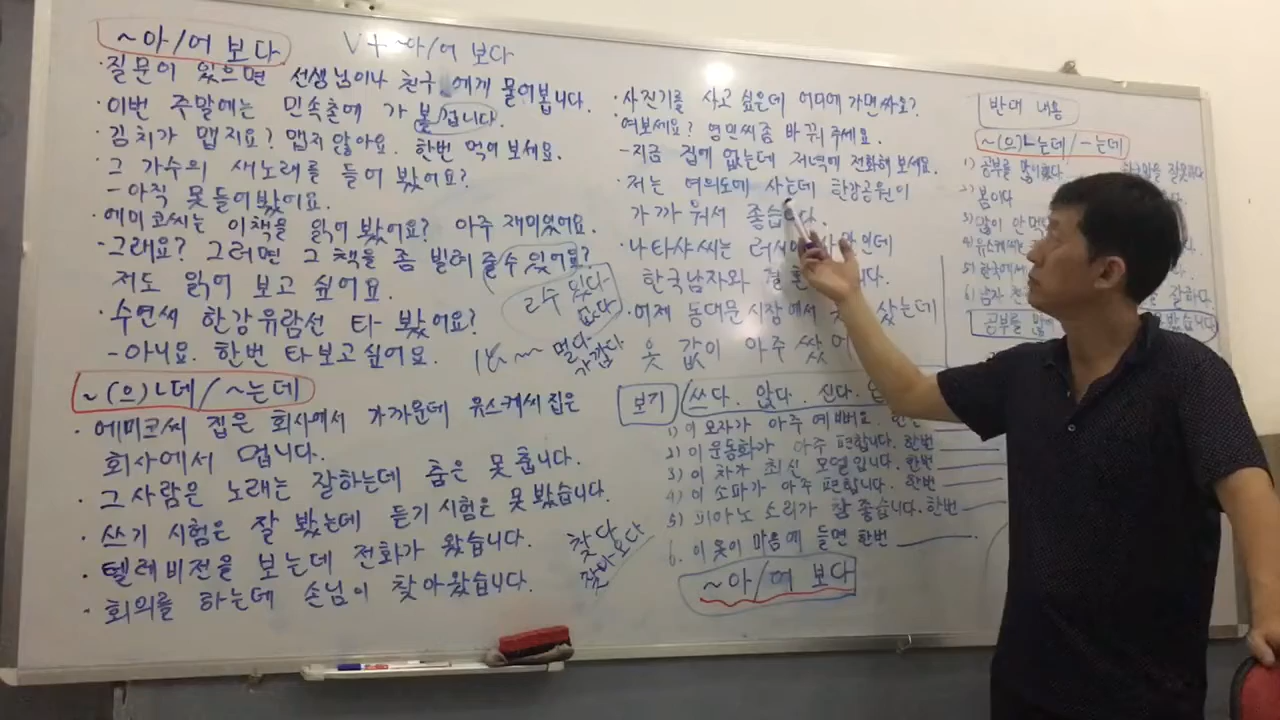 ~아/어 보다
V + ~아/어 보다
· 질문이 있으면 선생님이나 친구에게 물어봅니다.
· 이번 주말에는 민속촌에 가 볼 겁니다.
· 김치가 맵지요? 맵지 않아요. 한번 먹어 보세요.
· 그 가수의 새노래를 들어 봤어요?
- 아직 못 들어봤어요.
· 에미코씨는 이책을 읽어 봤어요? 아주 재미있어요.
- 그래요? 그러면 그 책을 좀 빌려 줄 수 있어요?
저도 읽어 보고 싶어요.
ㄹ수 있다
없다
· 수연씨 한강유람선 타 봤어요?
- 아니요. 한번 타보고싶어요.
멀다
가깝다
~(으)ㄴ데/~는데
· 에미코씨 집은 회사에서 가까운데 유스케씨집은
회사에서 멉니다.
· 그사람은 노래는 잘하는데 춤은 못 춥니다.
· 쓰기 시험은 잘 봤는데 듣기시험은 못 봤습니다.
· 텔레비전을 보는데 전화가 왔습니다.
· 회의를 하는데 손님이 찾아왔습니다.
찾다
오다
· 사진기를 사고 싶은데 어디에 가면 싸요?
여보세요? 영민씨좀 바꿔 주세요.
- 지금 집에 없는데 저녁에 전화해 보세요.
· 저는 여의도에 사는데 한강공원이
가까워서 좋습니다.
· 나타샤씨는 러시아 사람인데
한국남자와 결혼
· 어제 동대문시장에서 샀는데
옷 값이 아주 쌌어
보기
쓰다. 앉다. 신다.
1) 이 모자가 아주 예뻐요. 한번
2) 이 운동화가 아주 편합니다. 한번
3) 이 차가 최신 모델입니다. 한번
4) 이 소파가 아주 편합니다. 한번
5) 피아노 소리가 참 좋습니다. 한번
6. 이 옷이 마음에 들면 한번
~아/어 보다
반대 내용
~(으)ㄴ데/~는데
1) 공부를 많이했다.
2) 봄이다
3) 많이 안 먹
4) 유스케씨는
5) 한국에서
6) 남자 잘하다
공부를 많이 봤습니다